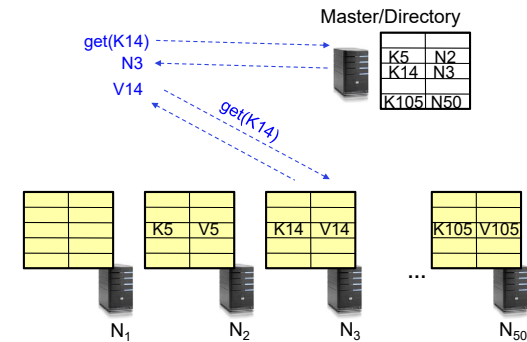 Master/Directory
get(K14)
N3
V14
K5 N2
K14 N3
K105 N50
get(K14)
K5 V5
K14 V14
K105 V105
...
N1
N2
N3
N50